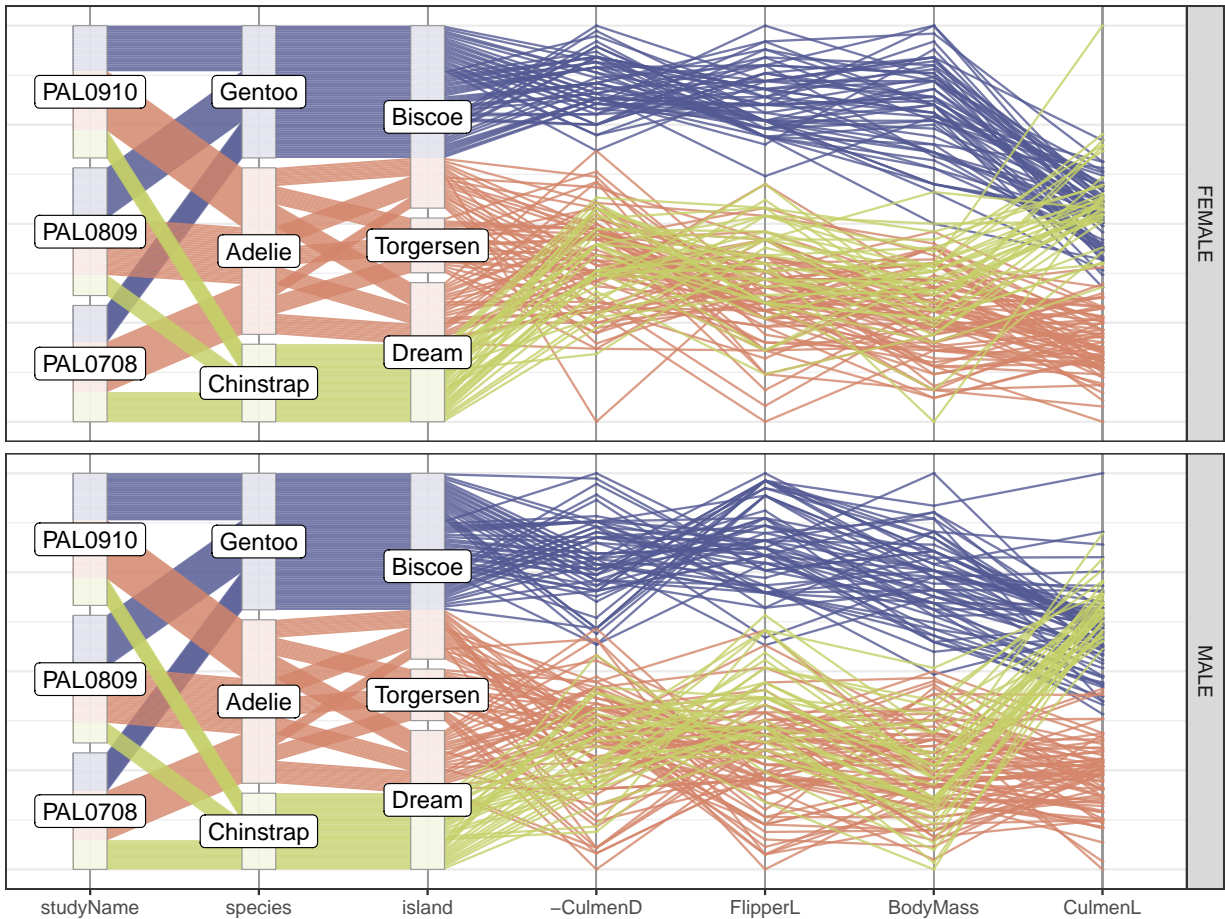 PAL0910
Gentoo
Biscoe
PAL0809
Adelie
Torgersen
PAL0708
Chinstrap
Dream
FEMALE
PAL0910
Gentoo
Biscoe
PAL0809
Adelie
Torgersen
PAL0708
Chinstrap
Dream
MALE
studyName species island −CulmenD FlipperL BodyMass CulmenL